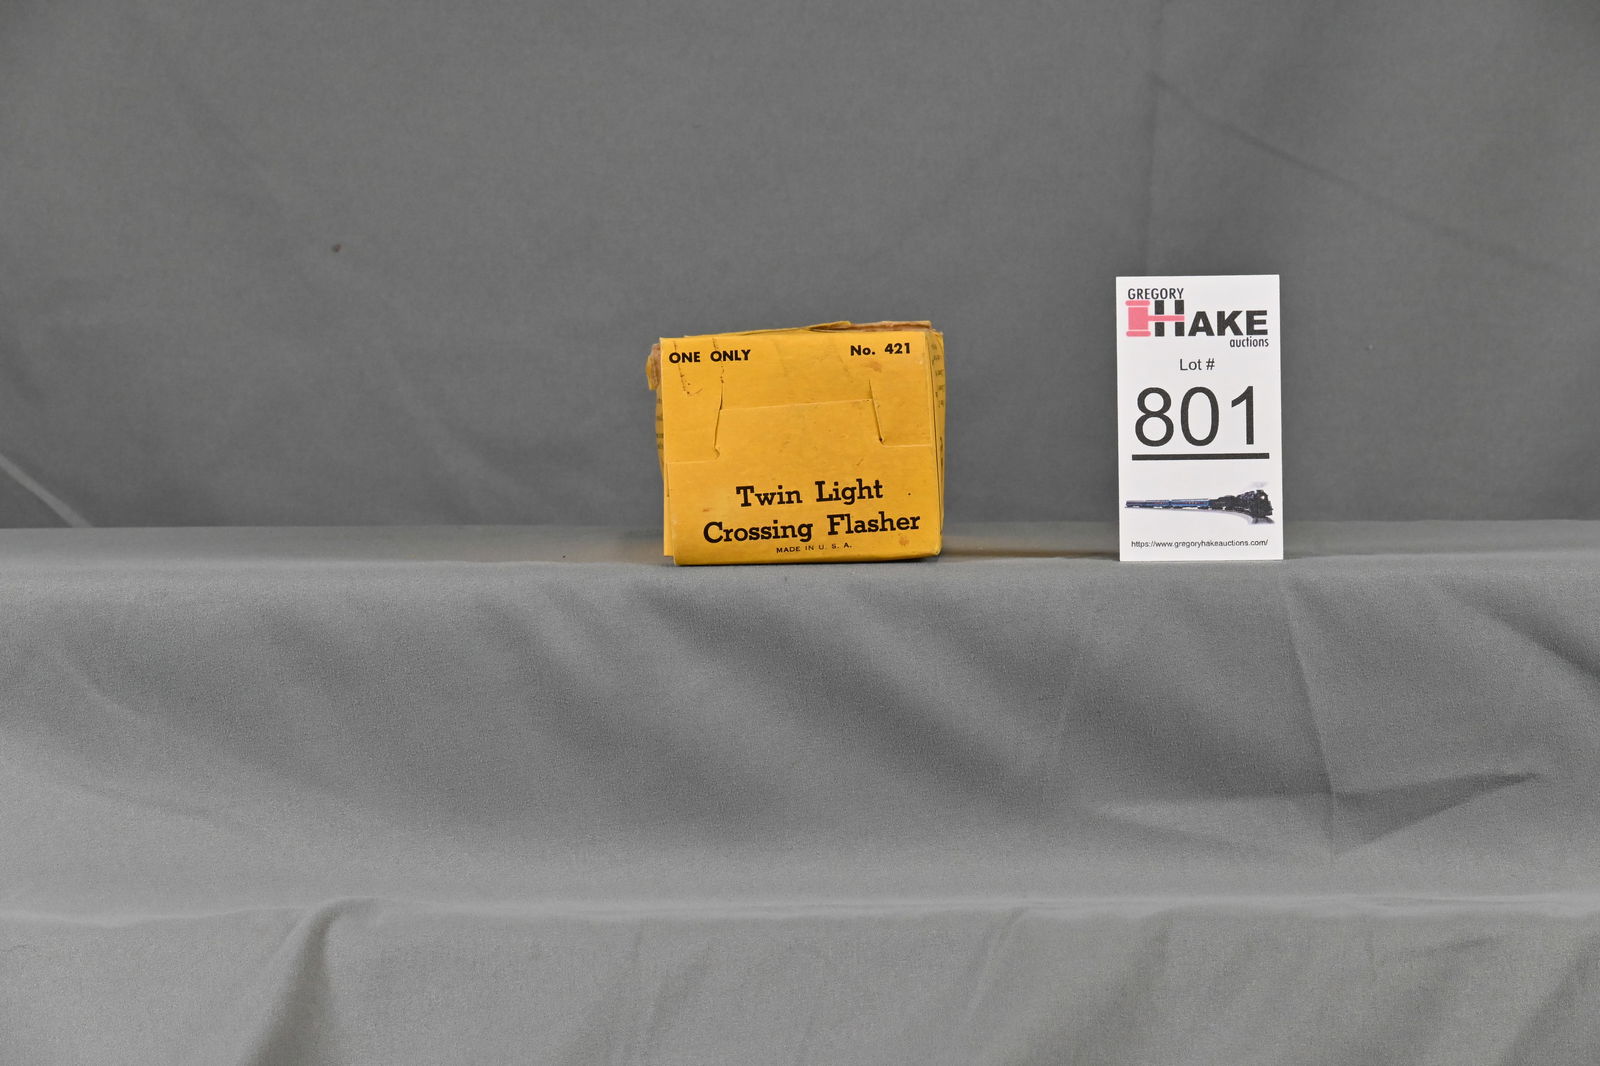 ONE ONLY No. 421
Twin Light
Crossing Flasher
MADE IN U. S. A.
GREGORY
HAKE
auctions
Lot #
801
https://www.gregoryhakeauctions.com/